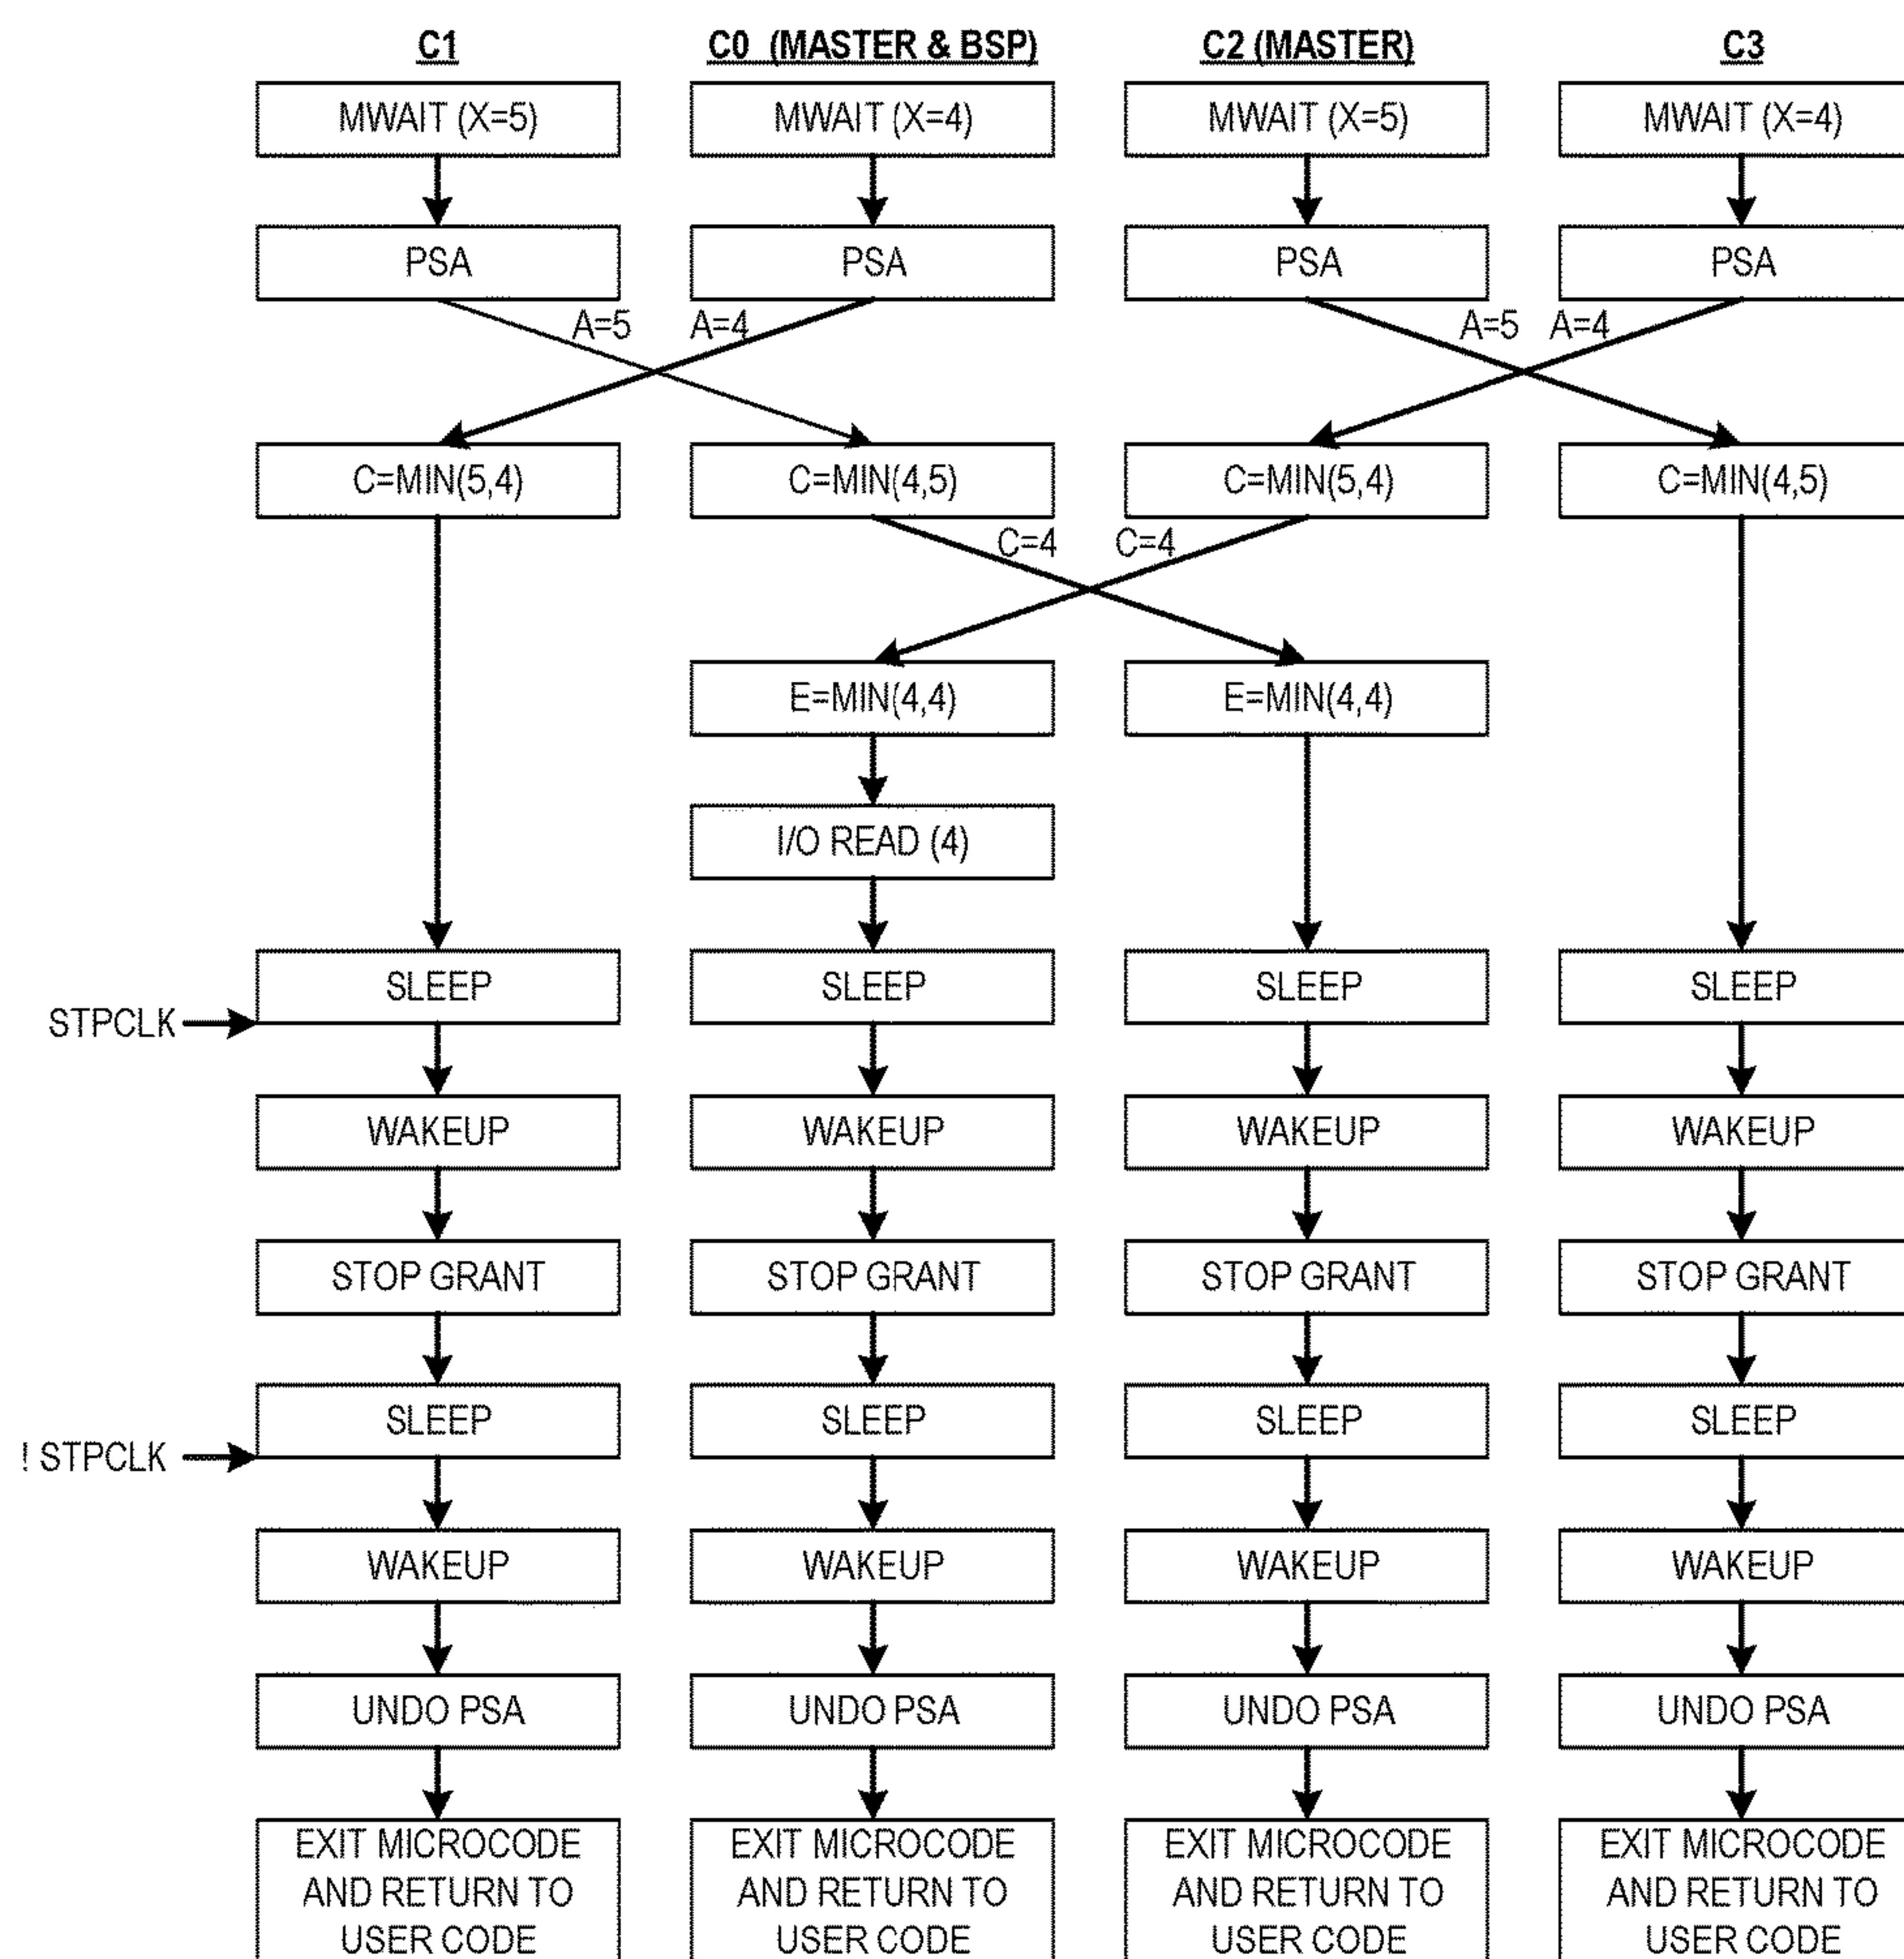 C1 C0 (MASTER & BSP) C2 (MASTER) C3
MWAIT (X=5) MWAIT (X=4) MWAIT (X=5) MWAIT (X=4)
PSA PSA PSA PSA
A=5 A=4 A=5 A=4
C=MIN(5,4) C=MIN(4,5) C=MIN(5,4) C=MIN(4,5)
C=4 C=4
E=MIN(4,4) E=MIN(4,4)
I/O READ (4)
SLEEP SLEEP SLEEP SLEEP
STPCLK
WAKEUP WAKEUP WAKEUP WAKEUP
STOP GRANT STOP GRANT STOP GRANT STOP GRANT
SLEEP SLEEP SLEEP SLEEP
! STPCLK
WAKEUP WAKEUP WAKEUP WAKEUP
UNDO PSA UNDO PSA UNDO PSA UNDO PSA
EXIT MICROCODE EXIT MICROCODE EXIT MICROCODE EXIT MICROCODE
AND RETURN TO AND RETURN TO AND RETURN TO AND RETURN TO
USER CODE USER CODE USER CODE USER CODE